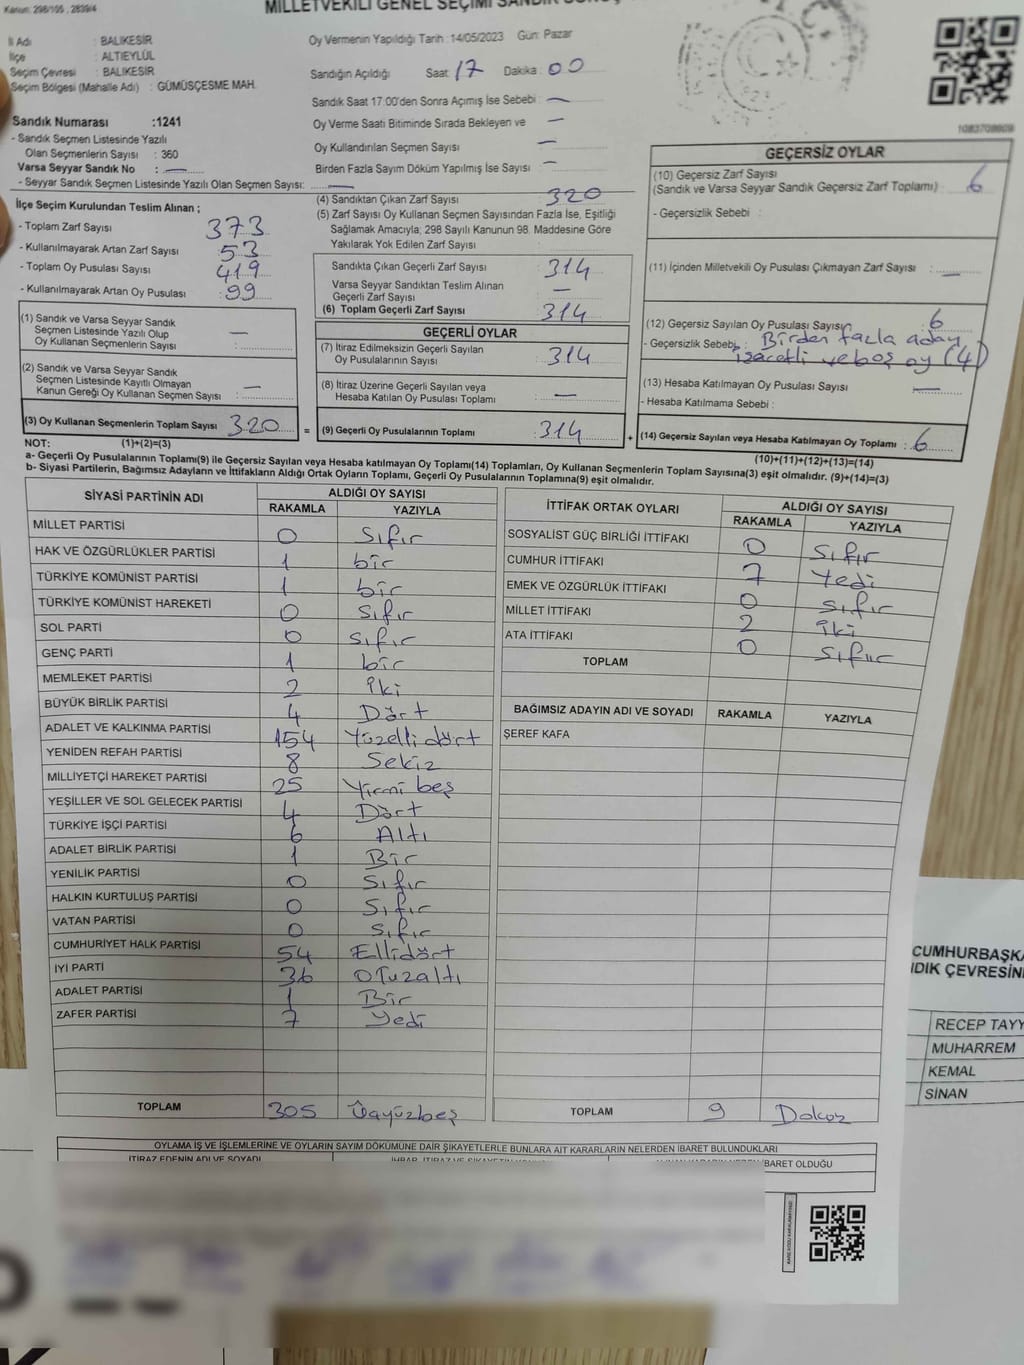 Kanun: 298/105 , 2839/4
MİLLETVEKİLİ GENEL SEÇİMİ SANDIK
İl Adı : BALIKESİR
İlçe : ALTIEYLÜL
Seçim Çevresi : BALIKESİR
Seçim Bölgesi (Mahalle Adı) : GÜMÜŞÇEŞME MAH.
Oy Vermenin Yapıldığı Tarih :14/05/2023 Gün: Pazar
Sandığın Açıldığı Saat: 17 Dakika: 00
Sandık Saat 17:00'den Sonra Açımış İse Sebebi : —
Oy Verme Saati Bitiminde Sırada Bekleyen ve —
Oy Kullandırılan Seçmen Sayısı : —
Birden Fazla Sayım Döküm Yapılmış İse Sayısı : —
Sandık Numarası :1241
- Sandık Seçmen Listesinde Yazılı
Olan Seçmenlerin Sayısı : 360
Varsa Seyyar Sandık No : —
- Seyyar Sandık Seçmen Listesinde Yazılı Olan Seçmen Sayısı: —
İlçe Seçim Kurulundan Teslim Alınan ;
- Toplam Zarf Sayısı : 373
- Kullanılmayarak Artan Zarf Sayısı : 53
- Toplam Oy Pusulası Sayısı : 419
- Kullanılmayarak Artan Oy Pusulası : 99
(1) Sandık ve Varsa Seyyar Sandık
Seçmen Listesinde Yazılı Olup
Oy Kullanan Seçmenlerin Sayısı : —
(2) Sandık ve Varsa Seyyar Sandık
Seçmen Listesinde Kayıtlı Olmayan
Kanun Gereği Oy Kullanan Seçmen Sayısı : —
(3) Oy Kullanan Seçmenlerin Toplam Sayısı : 320
(4) Sandıktan Çıkan Zarf Sayısı : 320
(5) Zarf Sayısı Oy Kullanan Seçmen Sayısından Fazla İse, Eşitliği
Sağlamak Amacıyla; 298 Sayılı Kanunun 98. Maddesine Göre
Yakılarak Yok Edilen Zarf Sayısı :
Sandıkta Çıkan Geçerli Zarf Sayısı : 314
Varsa Seyyar Sandıktan Teslim Alınan
Geçerli Zarf Sayısı : —
(6) Toplam Geçerli Zarf Sayısı : 314
GEÇERLİ OYLAR
(7) İtiraz Edilmeksizin Geçerli Sayılan
Oy Pusulalarının Sayısı : 314
(8) İtiraz Üzerine Geçerli Sayılan veya
Hesaba Katılan Oy Pusulası Toplamı : —
= (9) Geçerli Oy Pusulalarının Toplamı : 314
1083708609
GEÇERSİZ OYLAR
(10) Geçersiz Zarf Sayısı
(Sandık ve Varsa Seyyar Sandık Geçersiz Zarf Toplamı) : 6
- Geçersizlik Sebebi :
(11) İçinden Milletvekili Oy Pusulası Çıkmayan Zarf Sayısı : —
(12) Geçersiz Sayılan Oy Pusulası Sayısı : 6
- Geçersizlik Sebebi : Birden fazla aday
işaretli ve boş oy (4)
(13) Hesaba Katılmayan Oy Pusulası Sayısı : —
- Hesaba Katılmama Sebebi :
+ (14) Geçersiz Sayılan veya Hesaba Katılmayan Oy Toplamı : 6
NOT: (1)+(2)=(3) (10)+(11)+(12)+(13)=(14)
a- Geçerli Oy Pusulalarının Toplamı(9) ile Geçersiz Sayılan veya Hesaba katılmayan Oy Toplamı(14) Toplamları, Oy Kullanan Seçmenlerin Toplam Sayısına(3) eşit olmalıdır. (9)+(14)=(3)
b- Siyasi Partilerin, Bağımsız Adayların ve İttifakların Aldığı Ortak Oyların Toplamı, Geçerli Oy Pusulalarının Toplamına(9) eşit olmalıdır.
SİYASİ PARTİNİN ADI ALDIĞI OY SAYISI
RAKAMLA YAZIYLA
MİLLET PARTİSİ 0 Sıfır
HAK VE ÖZGÜRLÜKLER PARTİSİ 1 bir
TÜRKİYE KOMÜNİST PARTİSİ 1 bir
TÜRKİYE KOMÜNİST HAREKETİ 0 sıfır
SOL PARTİ 0 sıfır
GENÇ PARTİ 1 bir
MEMLEKET PARTİSİ 2 İki
BÜYÜK BİRLİK PARTİSİ 4 Dört
ADALET VE KALKINMA PARTİSİ 154 Yüzellidört
YENİDEN REFAH PARTİSİ 8 Sekiz
MİLLİYETÇİ HAREKET PARTİSİ 25 Yirmi beş
YEŞİLLER VE SOL GELECEK PARTİSİ 4 Dört
TÜRKİYE İŞÇİ PARTİSİ 6 Altı
ADALET BİRLİK PARTİSİ 1 Bir
YENİLİK PARTİSİ 0 Sıfır
HALKIN KURTULUŞ PARTİSİ 0 Sıfır
VATAN PARTİSİ 0 Sıfır
CUMHURİYET HALK PARTİSİ 54 Ellidört
İYİ PARTİ 36 Otuzaltı
ADALET PARTİSİ 1 Bir
ZAFER PARTİSİ 7 Yedi
TOPLAM 305 Üçyüzbeş
İTTİFAK ORTAK OYLARI ALDIĞI OY SAYISI
RAKAMLA YAZIYLA
SOSYALİST GÜÇ BİRLİĞİ İTTİFAKI 0 Sıfır
CUMHUR İTTİFAKI 7 Yedi
EMEK VE ÖZGÜRLÜK İTTİFAKI 0 sıfır
MİLLET İTTİFAKI 2 İki
ATA İTTİFAKI 0 Sıfır
TOPLAM
BAĞIMSIZ ADAYIN ADI VE SOYADI RAKAMLA YAZIYLA
ŞEREF KAFA
TOPLAM 9 Dokuz
OYLAMA İŞ VE İŞLEMLERİNE VE OYLARIN SAYIM DÖKÜMÜNE DAİR ŞİKAYETLERLE BUNLARA AİT KARARLARIN NELERDEN İBARET BULUNDUKLARI
İTİRAZ EDENİN ADI VE SOYADI
BARET OLDUĞU
CUMHURBAŞKA
DIK ÇEVRESİN
RECEP TAYY
MUHARREM
KEMAL
SİNAN